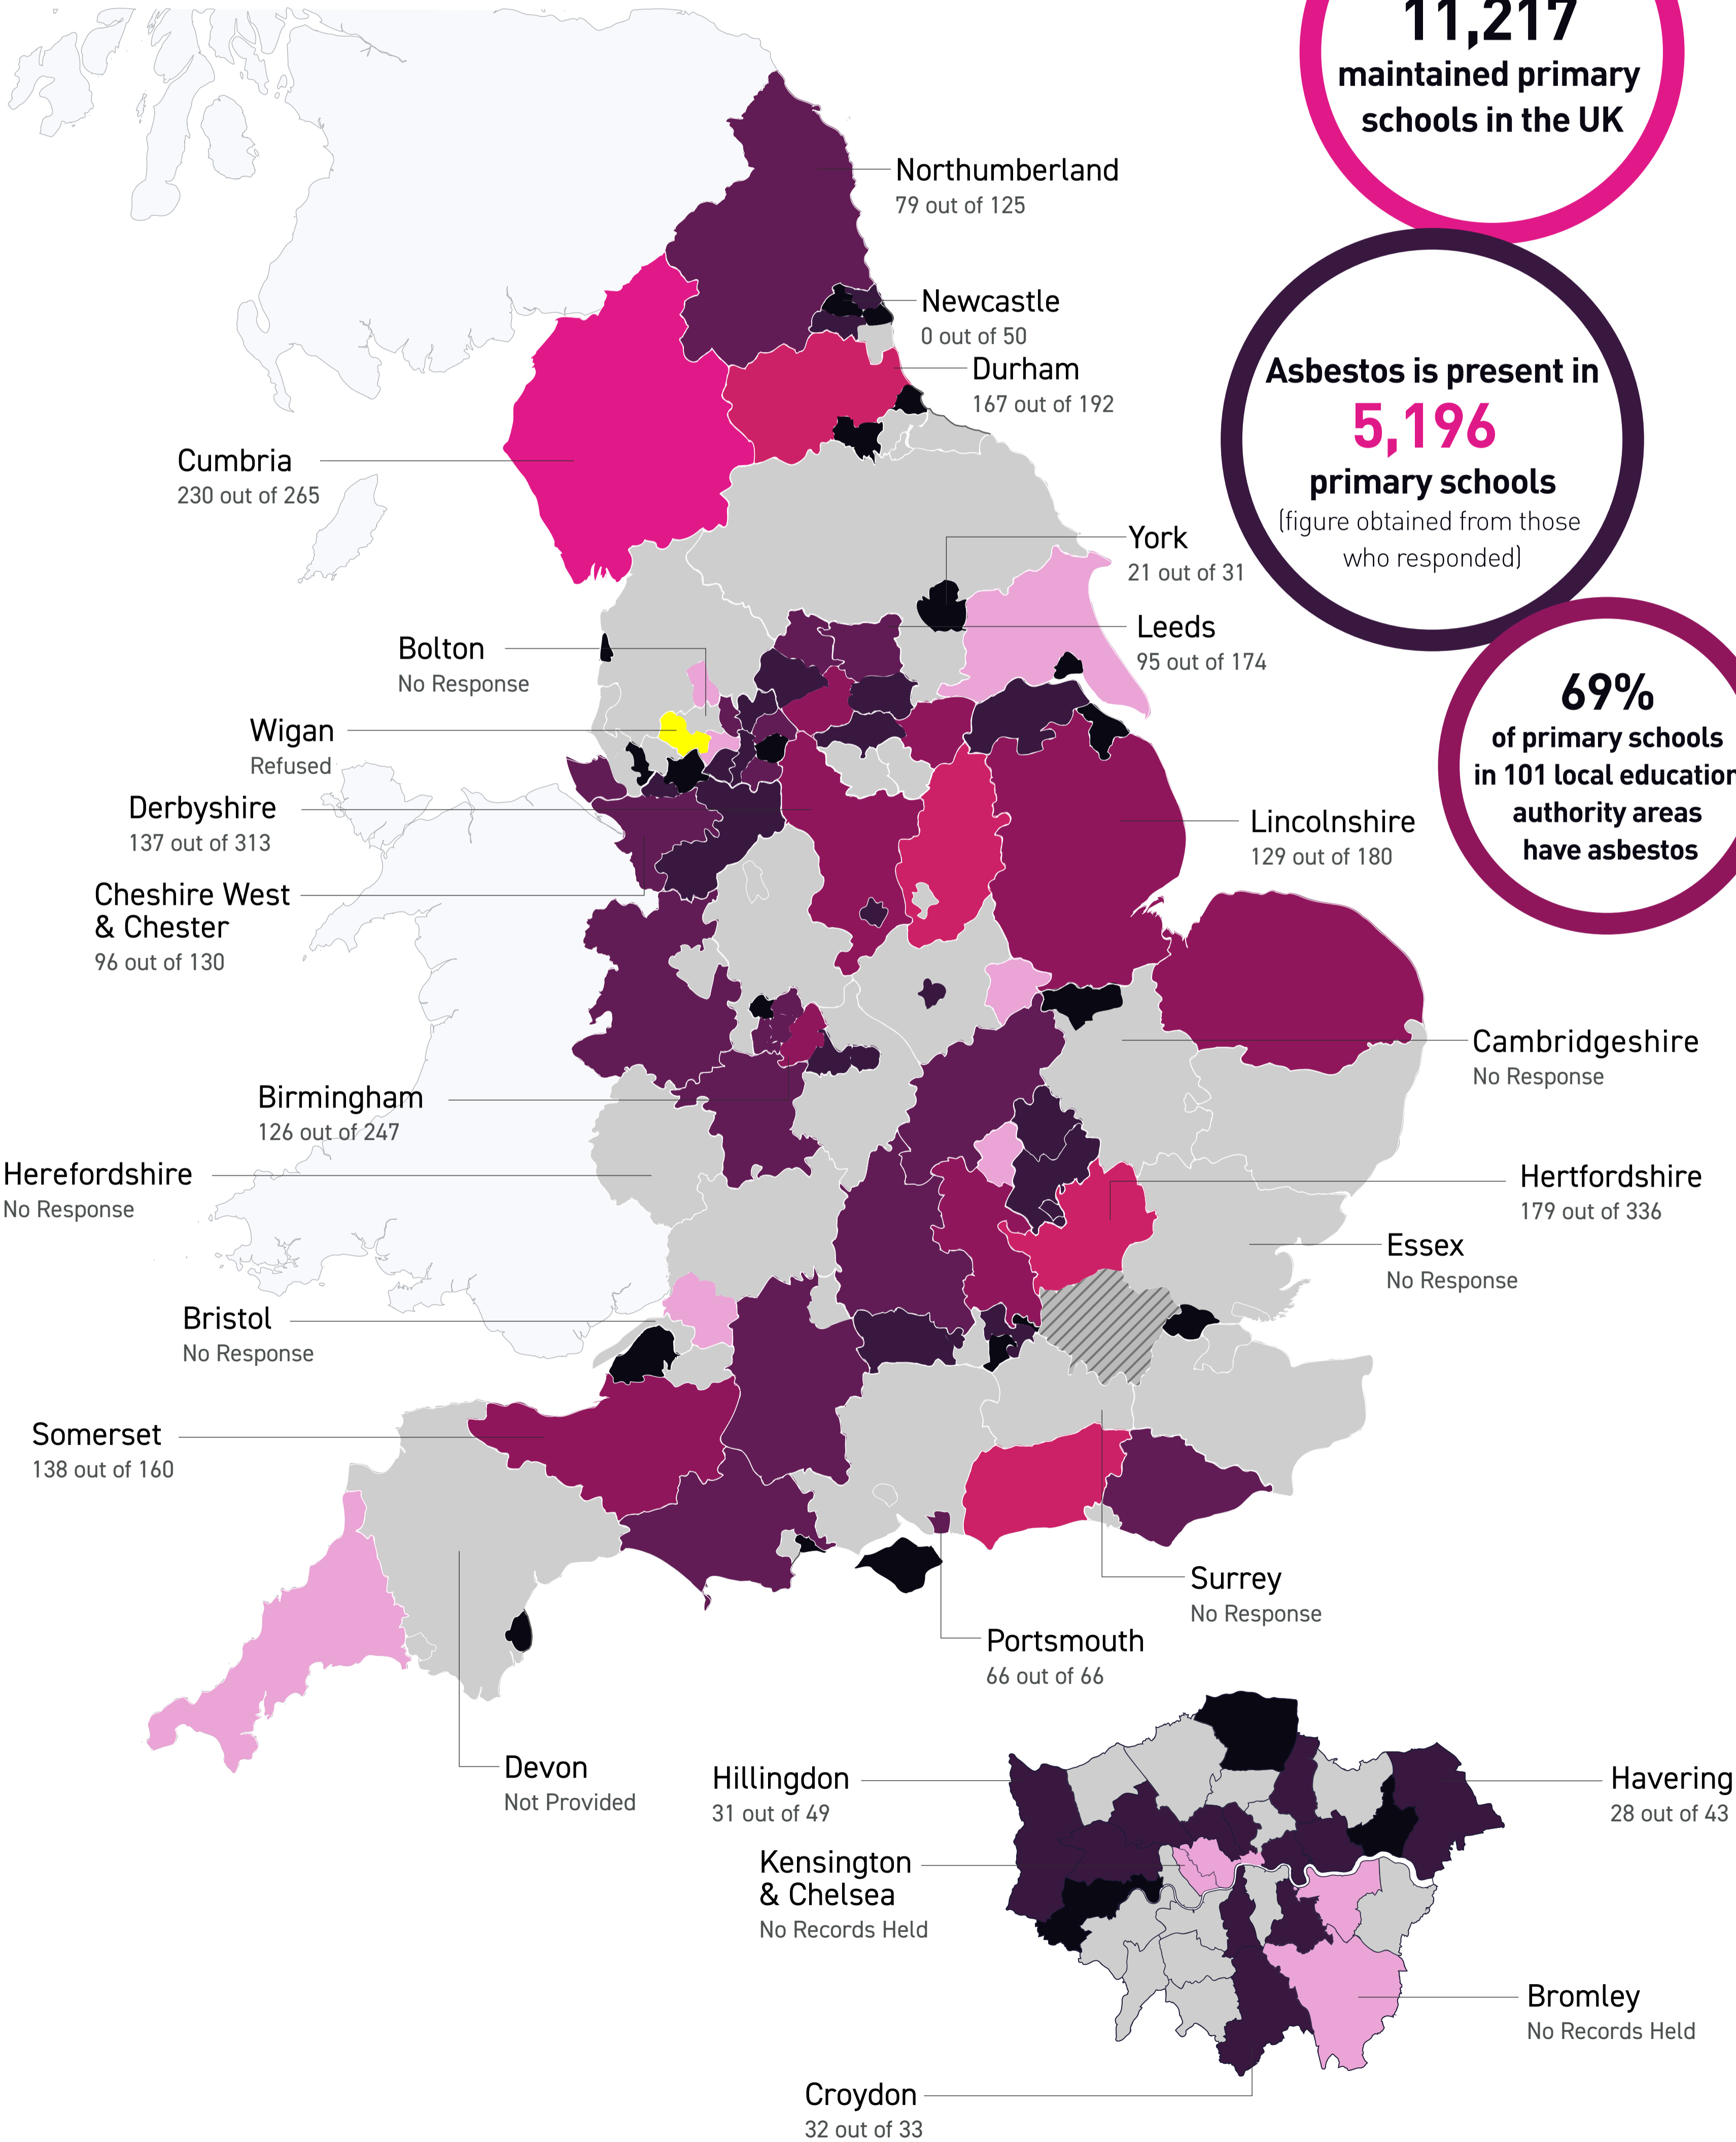 11,217
maintained primary
schools in the UK
Northumberland
79 out of 125
Newcastle
0 out of 50
Durham
167 out of 192
Asbestos is present in
5,196
primary schools
(figure obtained from those
who responded)
Cumbria
230 out of 265
York
21 out of 31
Leeds
95 out of 174
Bolton
No Response
69%
of primary schools
in 101 local education
authority areas
have asbestos
Wigan
Refused
Derbyshire
137 out of 313
Lincolnshire
129 out of 180
Cheshire West
& Chester
96 out of 130
Cambridgeshire
No Response
Birmingham
126 out of 247
Herefordshire
No Response
Hertfordshire
179 out of 336
Essex
No Response
Bristol
No Response
Somerset
138 out of 160
Surrey
No Response
Portsmouth
66 out of 66
Devon
Not Provided
Hillingdon
31 out of 49
Havering
28 out of 43
Kensington
& Chelsea
No Records Held
Bromley
No Records Held
Croydon
32 out of 33